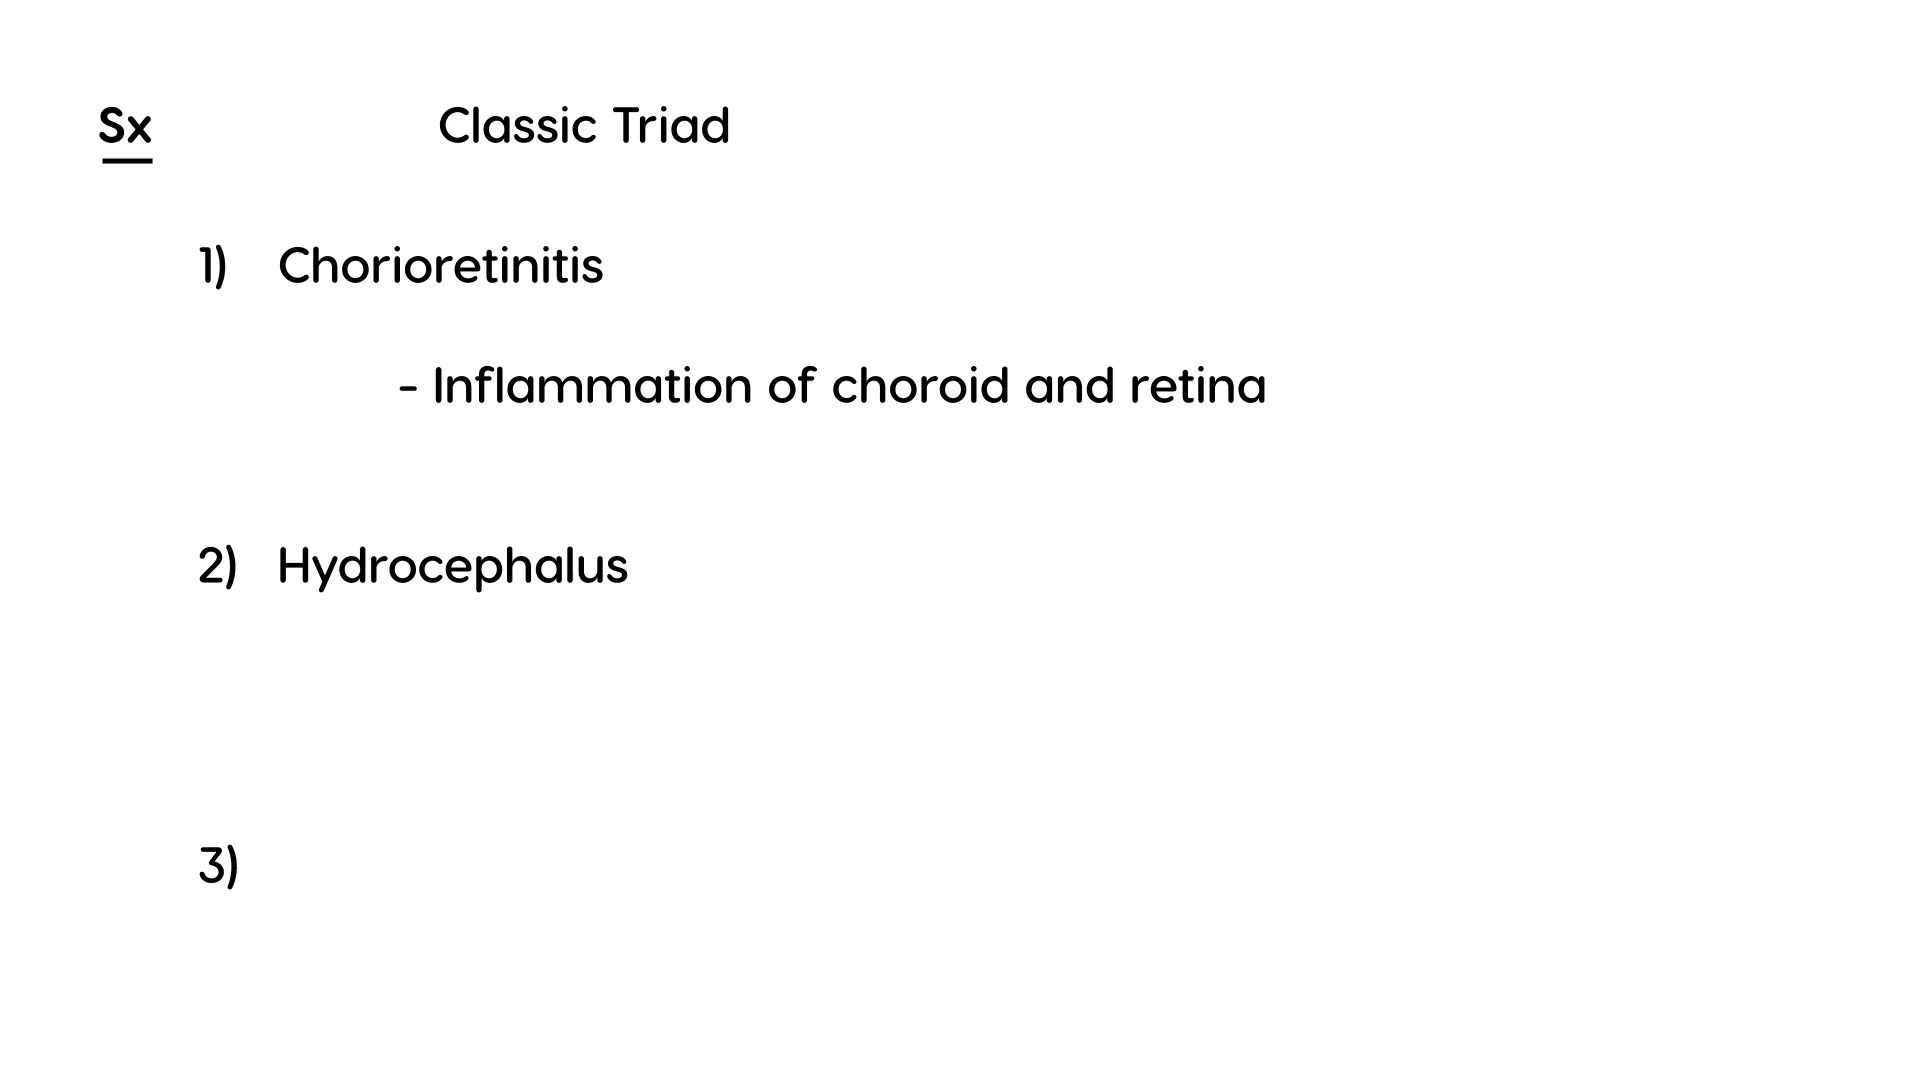 Sx Classic Triad
1) Chorioretinitis
- Inflammation of choroid and retina
2) Hydrocephalus
3)